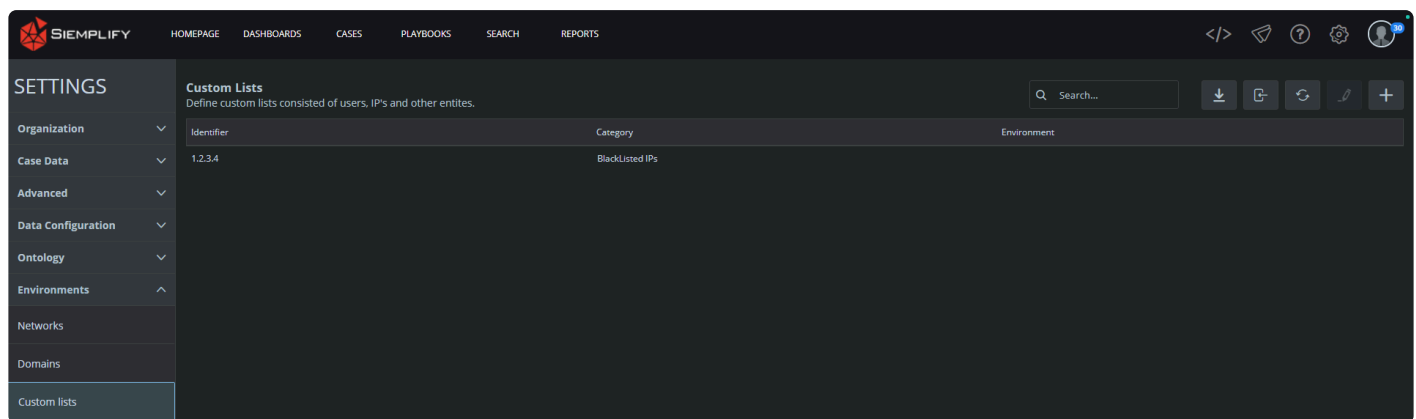 SIEMPLIFY HOMEPAGE DASHBOARDS CASES PLAYBOOKS SEARCH REPORTS </> ? 30
SETTINGS
Custom Lists
Define custom lists consisted of users, IP's and other entites.
Search...
Organization
Case Data
Advanced
Data Configuration
Ontology
Environments
Networks
Domains
Custom lists
Identifier Category Environment
1.2.3.4 BlackListed IPs